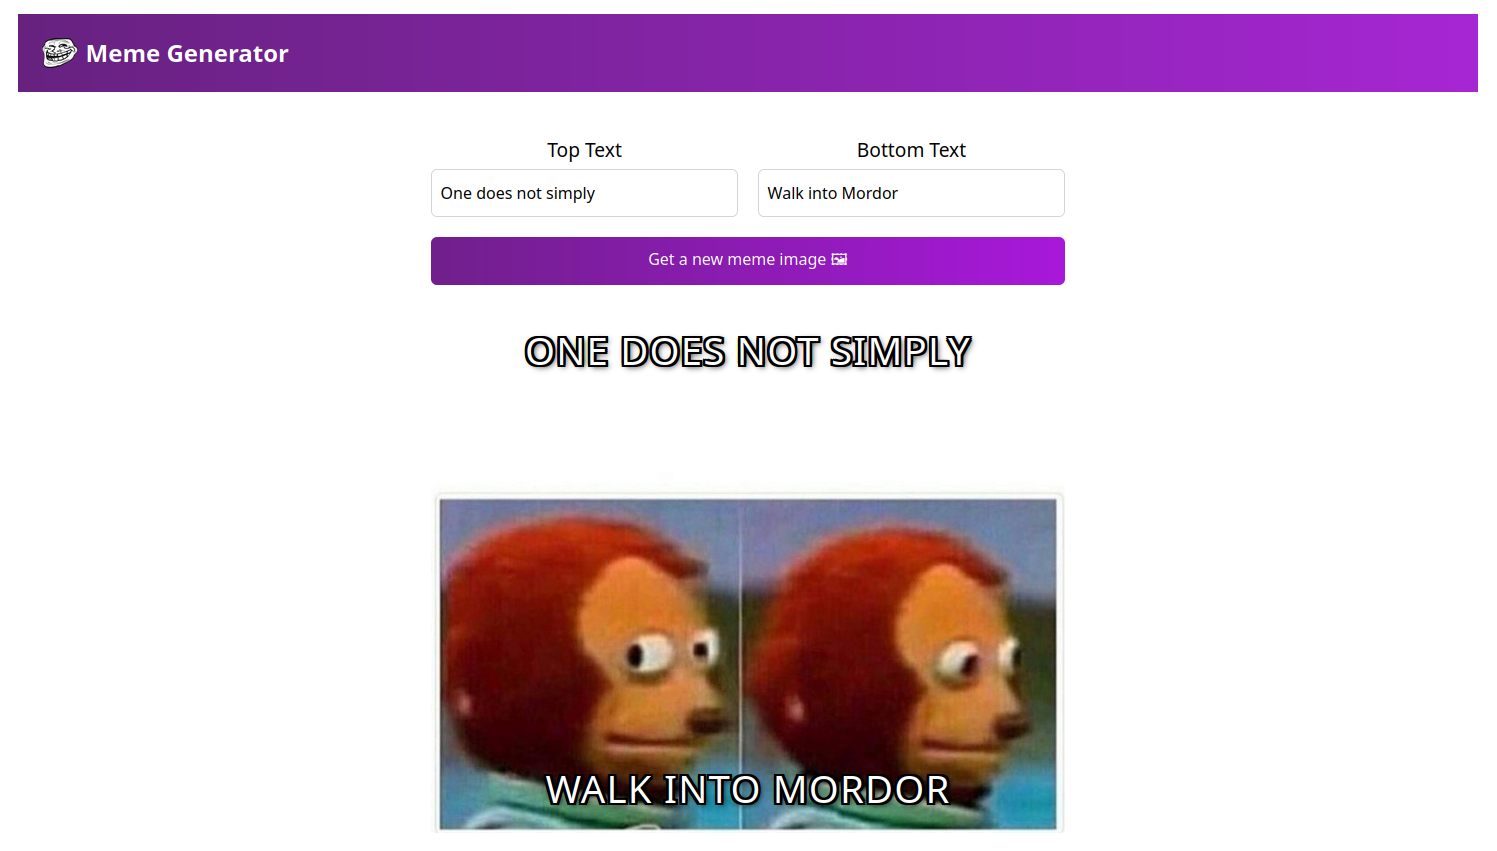 Meme Generator
Top Text
Bottom Text
One does not simply
Walk into Mordor
Get a new meme image 🖼
ONE DOES NOT SIMPLY
WALK INTO MORDOR